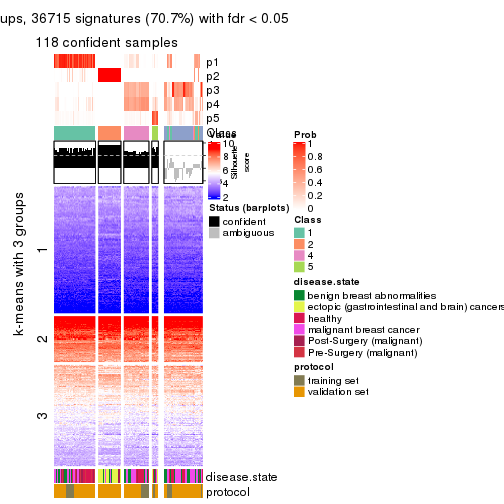 ups, 36715 signatures (70.7%) with fdr < 0.05
118 confident samples
p1
p2
p3
p4
p5
Class
Silhouette
score
k-means with 3 groups
1
2
3
disease.state
protocol
Value
10
8
6
4
2
Status (barplots)
confident
ambiguous
Prob
1
0.8
0.6
0.4
0.2
0
Class
1
2
4
5
disease.state
benign breast abnormalities
ectopic (gastrointestinal and brain) cancers
healthy
malignant breast cancer
Post-Surgery (malignant)
Pre-Surgery (malignant)
protocol
training set
validation set